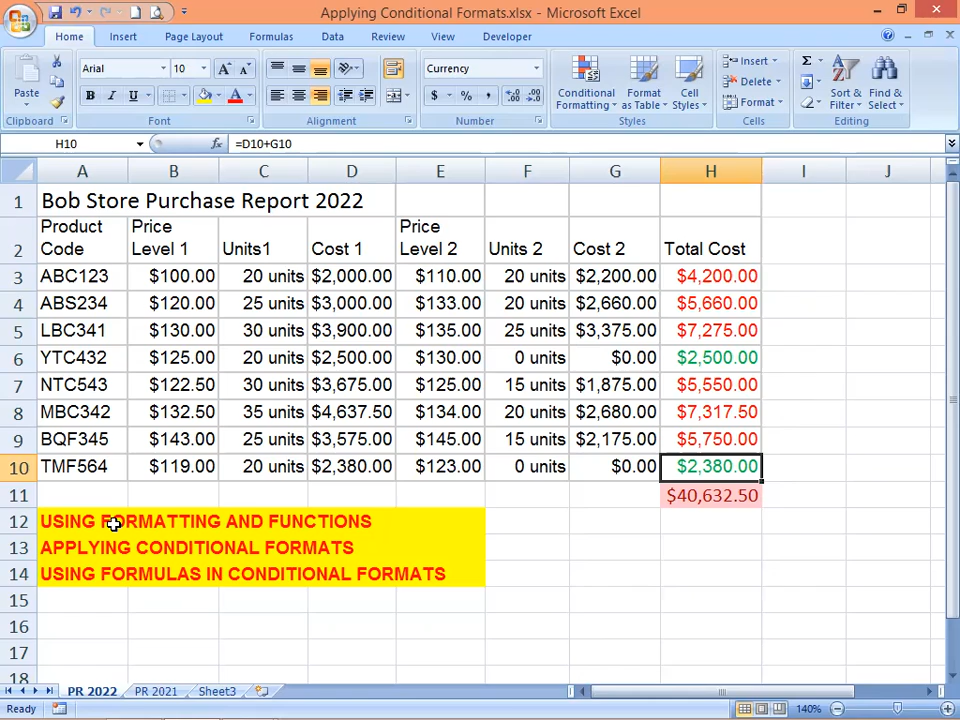 Applying Conditional Formats.xlsx - Microsoft Excel
Home Insert Page Layout Formulas Data Review View Developer
Paste
Clipboard
Arial 10 A A
B I U A
Font
Alignment
Currency
$ % , .00 .00
Number
Conditional Formatting
Format as Table
Cell Styles
Styles
Insert
Delete
Format
Cells
Σ
Sort & Filter
Find & Select
Editing
H10 fx =D10+G10
A B C D E F G H I J
1 Bob Store Purchase Report 2022
2 Product Code Price Level 1 Units1 Cost 1 Price Level 2 Units 2 Cost 2 Total Cost
3 ABC123 $100.00 20 units $2,000.00 $110.00 20 units $2,200.00 $4,200.00
4 ABS234 $120.00 25 units $3,000.00 $133.00 20 units $2,660.00 $5,660.00
5 LBC341 $130.00 30 units $3,900.00 $135.00 25 units $3,375.00 $7,275.00
6 YTC432 $125.00 20 units $2,500.00 $130.00 0 units $0.00 $2,500.00
7 NTC543 $122.50 30 units $3,675.00 $125.00 15 units $1,875.00 $5,550.00
8 MBC342 $132.50 35 units $4,637.50 $134.00 20 units $2,680.00 $7,317.50
9 BQF345 $143.00 25 units $3,575.00 $145.00 15 units $2,175.00 $5,750.00
10 TMF564 $119.00 20 units $2,380.00 $123.00 0 units $0.00 $2,380.00
11 $40,632.50
12 USING FORMATTING AND FUNCTIONS
13 APPLYING CONDITIONAL FORMATS
14 USING FORMULAS IN CONDITIONAL FORMATS
15
16
17
18
PR 2022 PR 2021 Sheet3
Ready 140%